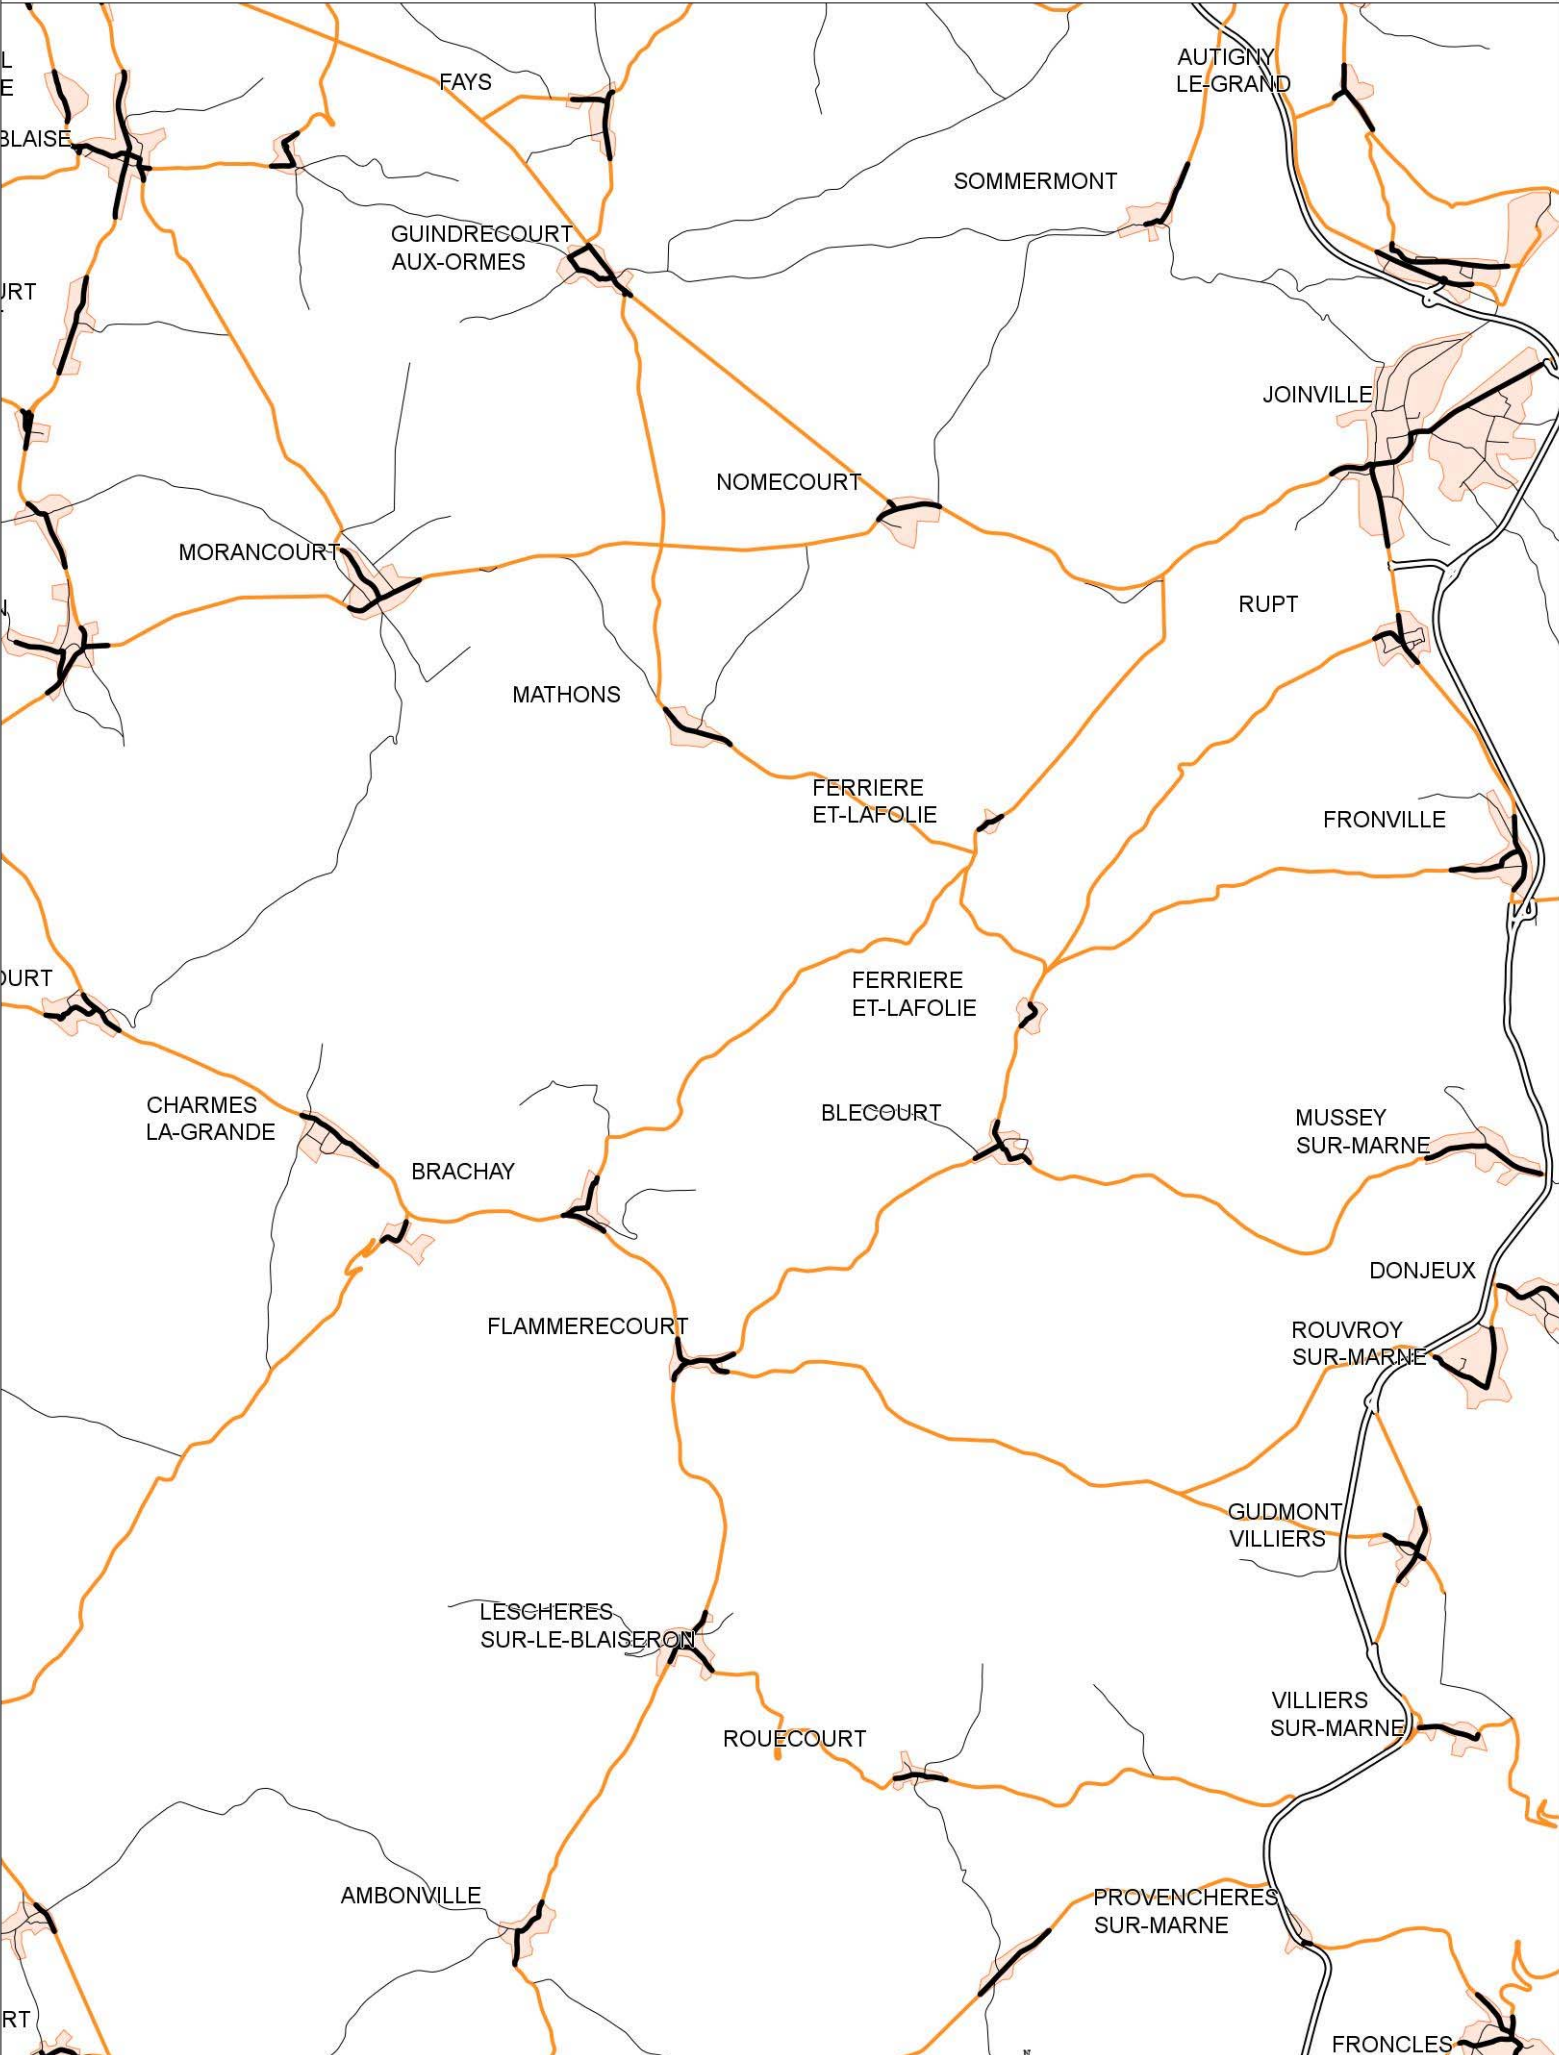 AUTIGNY
LE-GRAND
L
E
FAYS
BLAISE
SOMMERMONT
GUINDRECOURT
AUX-ORMES
URT
JOINVILLE
NOMECOURT
MORANCOURT
RUPT
N
MATHONS
FERRIERE
ET-LAFOLIE
FRONVILLE
OURT
FERRIERE
ET-LAFOLIE
CHARMES
LA-GRANDE
BLECOURT
MUSSEY
SUR-MARNE
BRACHAY
DONJEUX
FLAMMERECOURT
ROUVROY
SUR-MARNE
GUDMONT
VILLIERS
LESCHERES
SUR-LE-BLAISERON
VILLIERS
SUR-MARNE
ROUECOURT
AMBONVILLE
PROVENCHERES
SUR-MARNE
RT
FRONCLES